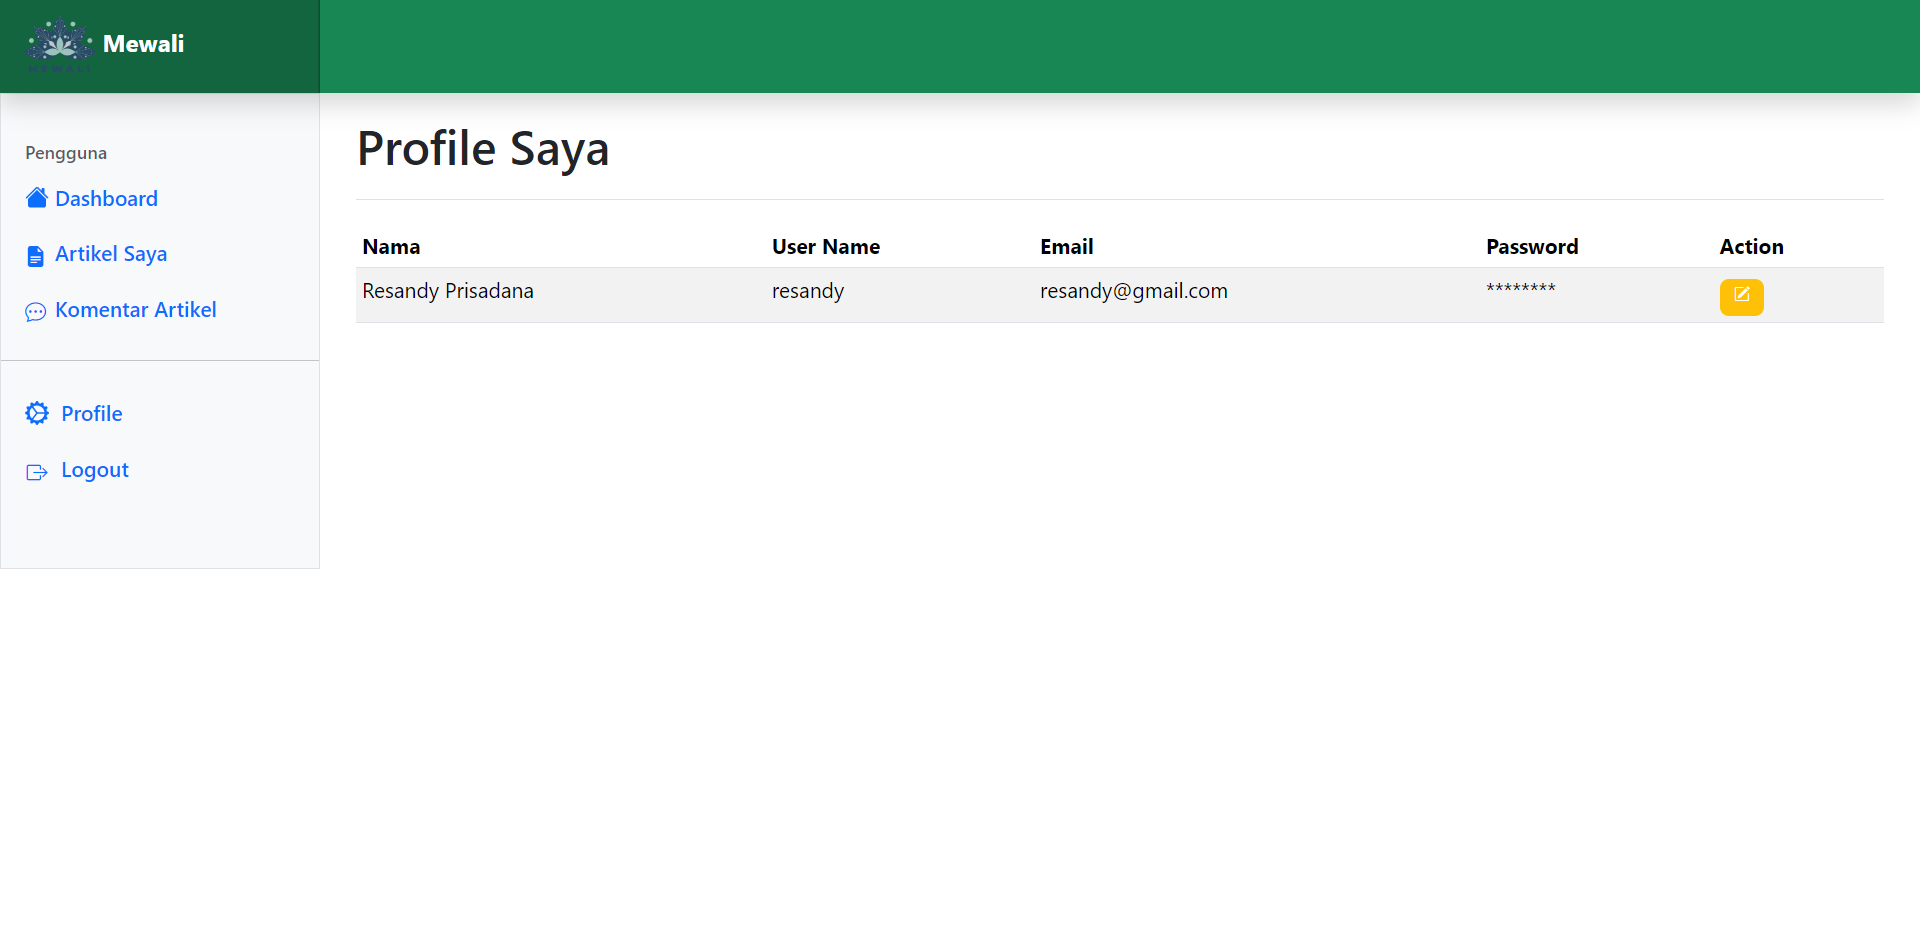 Mewali
Pengguna
Dashboard
Artikel Saya
Komentar Artikel
Profile
Logout
Profile Saya
Nama User Name Email Password Action
Resandy Prisadana resandy resandy@gmail.com ********